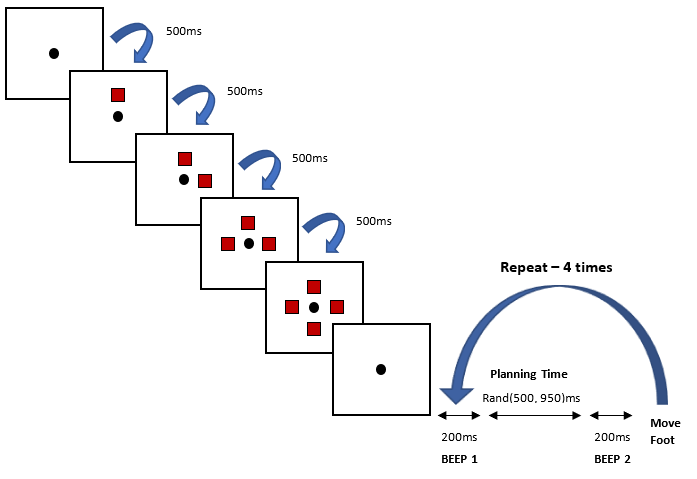 500ms
500ms
500ms
500ms
Repeat – 4 times
Planning Time
Rand(500, 950)ms
Move
Foot
200ms
200ms
BEEP 1
BEEP 2